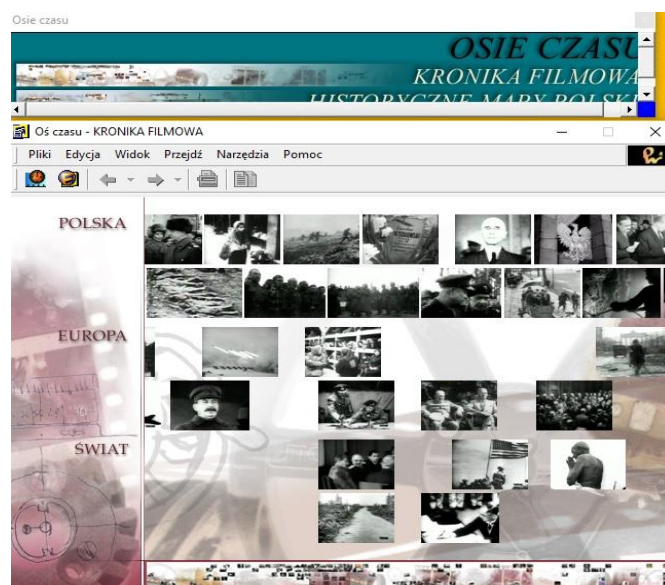 Osie czasu
OSIE CZASU
KRONIKA FILMOWA
HISTORYCZNE MAPY POLSKI
Oś czasu - KRONIKA FILMOWA
Pliki Edycja Widok Przejdź Narzędzia Pomoc
POLSKA
EUROPA
ŚWIAT